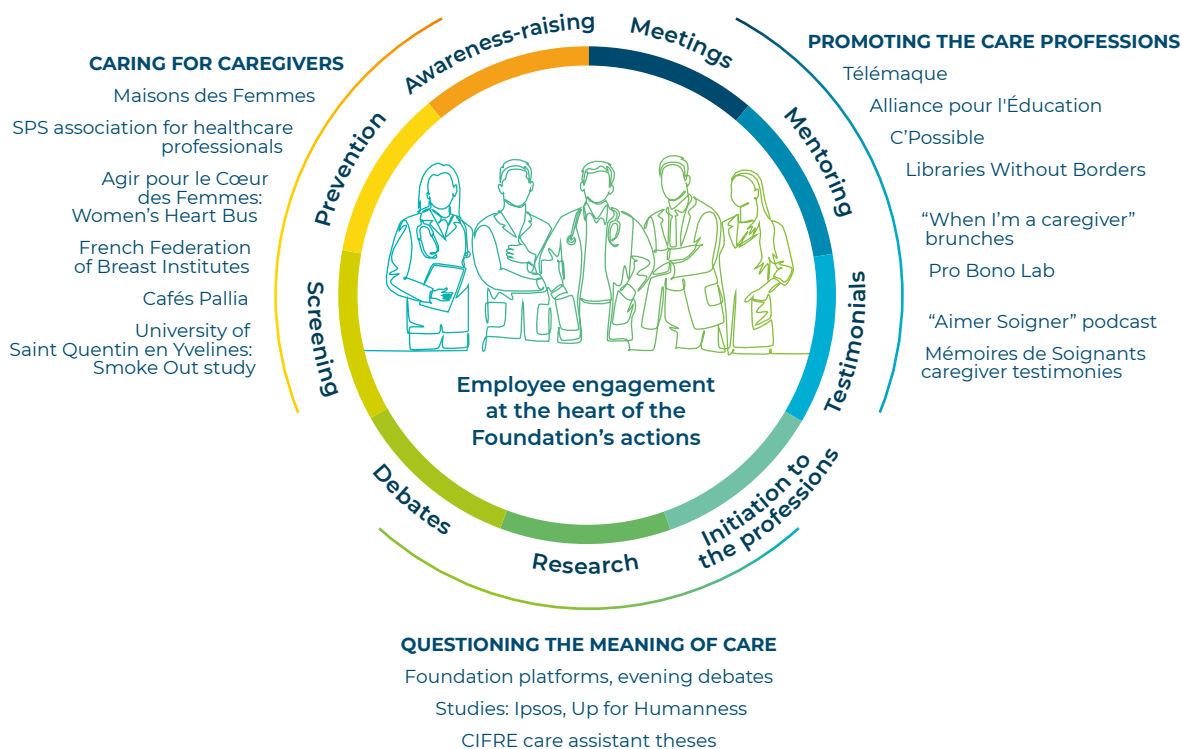 Awareness-raising
Meetings
Mentoring
Testimonials
Initiation to
the professions
Research
Debates
Screening
Prevention
CARING FOR CAREGIVERS
Maisons des Femmes
SPS association for healthcare
professionals
Agir pour le Cœur
des Femmes:
Women’s Heart Bus
French Federation
of Breast Institutes
Cafés Pallia
University of
Saint Quentin en Yvelines:
Smoke Out study
PROMOTING THE CARE PROFESSIONS
Télémaque
Alliance pour l'Éducation
C’Possible
Libraries Without Borders
“When I’m a caregiver”
brunches
Pro Bono Lab
“Aimer Soigner” podcast
Mémoires de Soignants
caregiver testimonies
Employee engagement
at the heart of the
Foundation’s actions
QUESTIONING THE MEANING OF CARE
Foundation platforms, evening debates
Studies: Ipsos, Up for Humanness
CIFRE care assistant theses